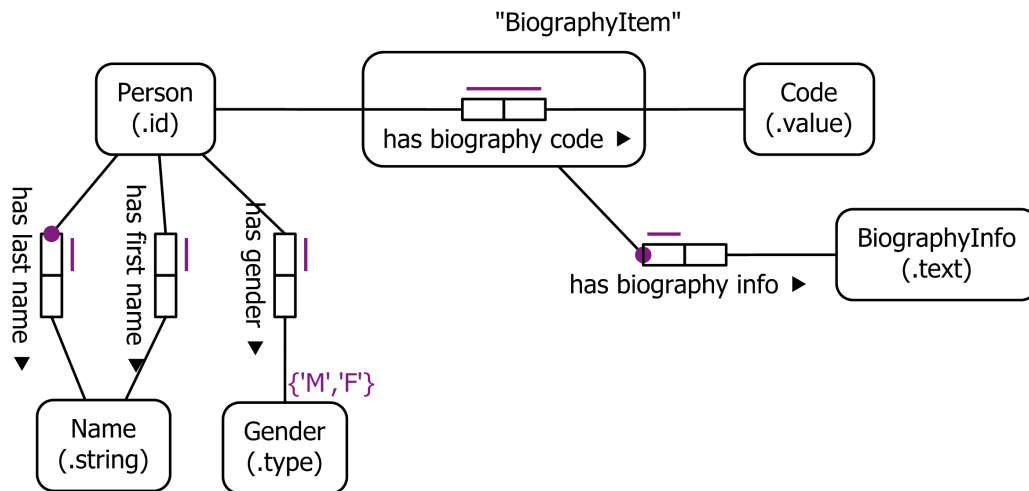 "BiographyItem"
Person
(.id)
Code
(.value)
has biography code ►
has last name ►
has first name ►
has gender ►
BiographyInfo
(.text)
has biography info ►
{'M','F'}
Name
(.string)
Gender
(.type)